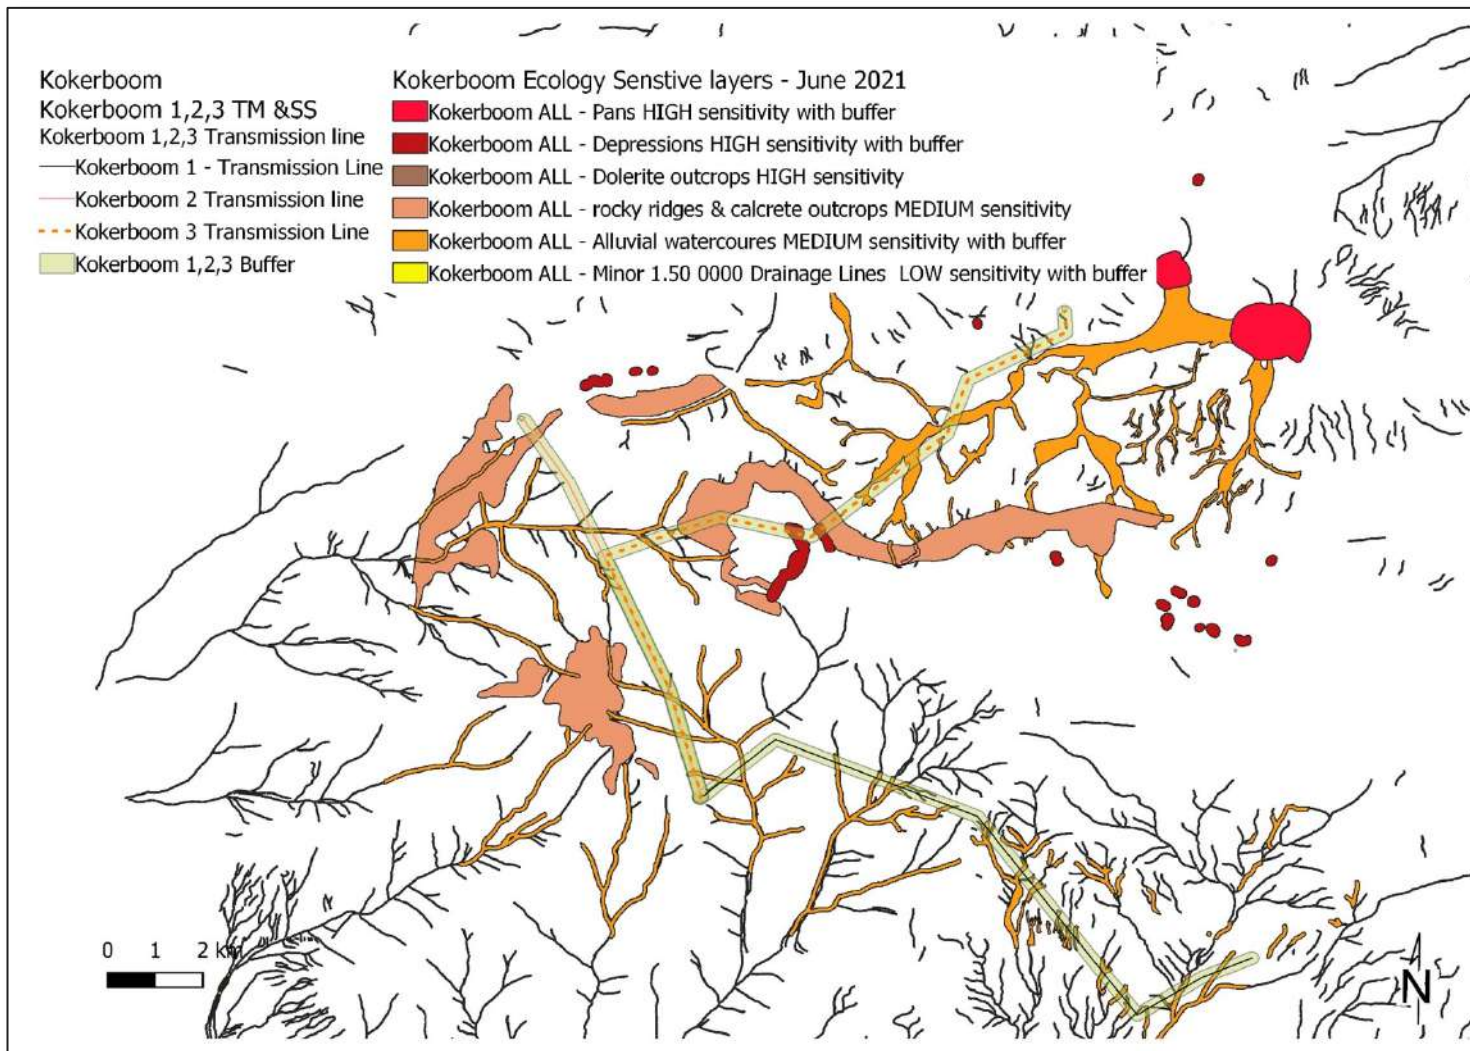 Kokerboom
Kokerboom 1,2,3 TM &SS
Kokerboom 1,2,3 Transmission line
Kokerboom 1 - Transmission Line
Kokerboom 2 Transmission line
Kokerboom 3 Transmission Line
Kokerboom 1,2,3 Buffer
Kokerboom Ecology Senstive layers - June 2021
Kokerboom ALL - Pans HIGH sensitivity with buffer
Kokerboom ALL - Depressions HIGH sensitivity with buffer
Kokerboom ALL - Dolerite outcrops HIGH sensitivity
Kokerboom ALL - rocky ridges & calcrete outcrops MEDIUM sensitivity
Kokerboom ALL - Alluvial watercoures MEDIUM sensitivity with buffer
Kokerboom ALL - Minor 1.50 0000 Drainage Lines LOW sensitivity with buffer
0 1 2 km
N